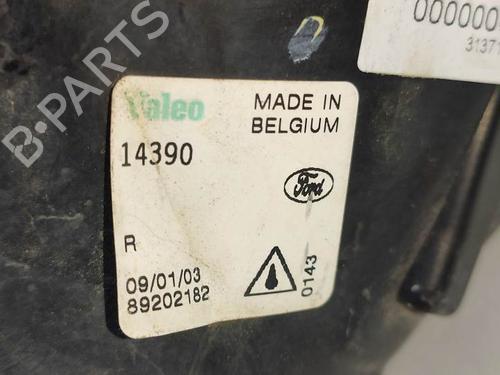 000000
3137
Valeo
MADE IN
BELGIUM
14390
Ford
R
09/01/03
89202182
0143
B-PARTS